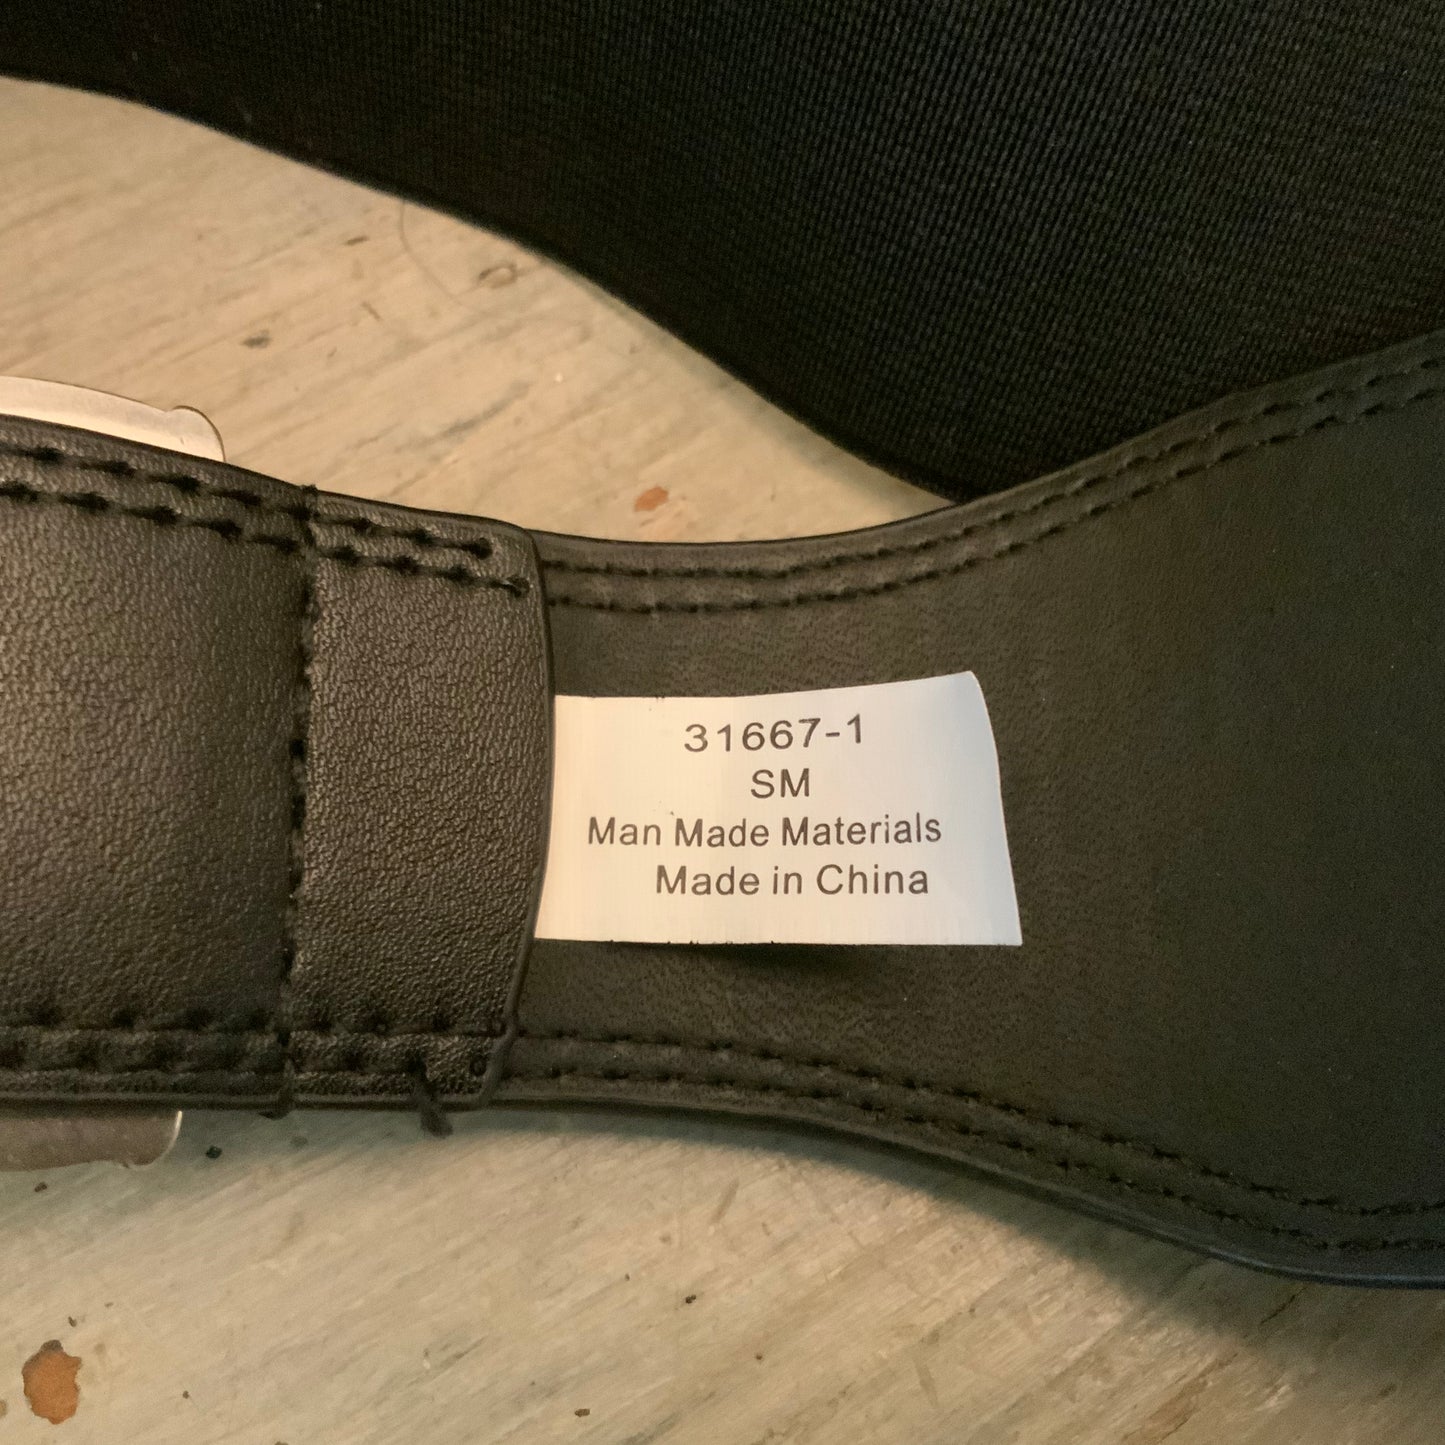 31667-1
SM
Man Made Materials
Made in China